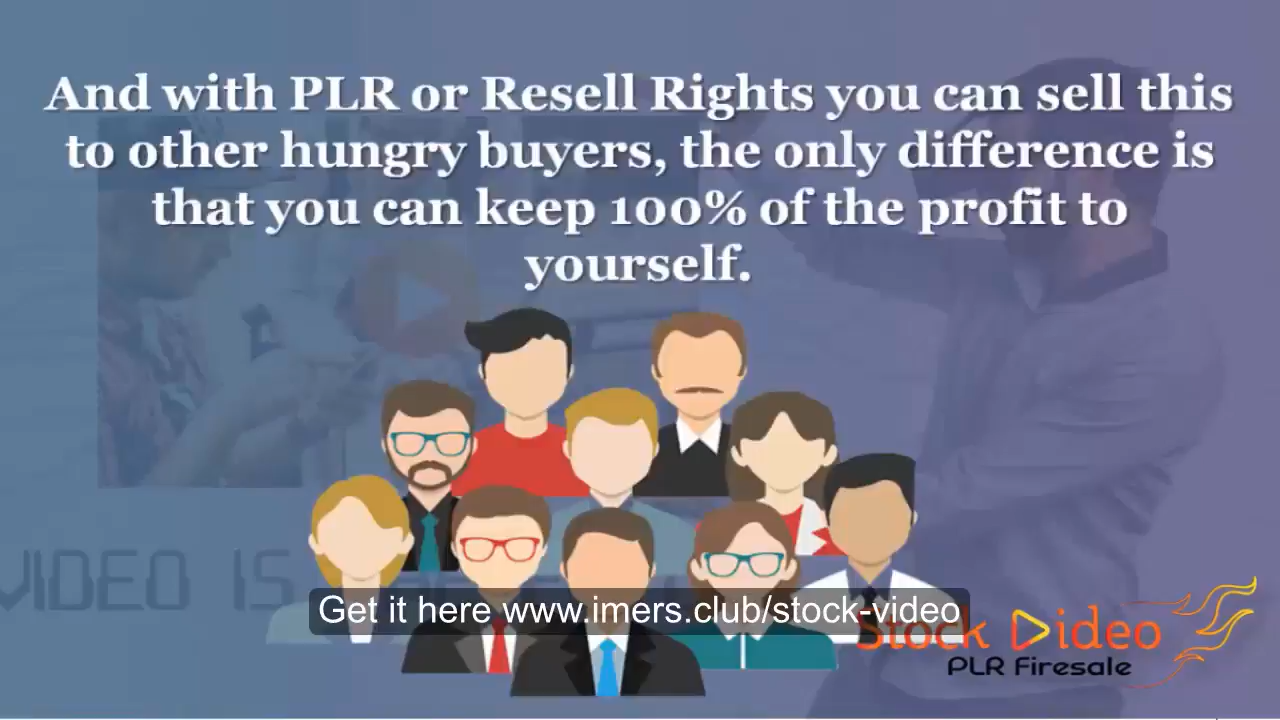 And with PLR or Resell Rights you can sell this
to other hungry buyers, the only difference is
that you can keep 100% of the profit to
yourself.
VIDEO IS
Get it here www.imers.club/stock-video
Stock Video
PLR Firesale